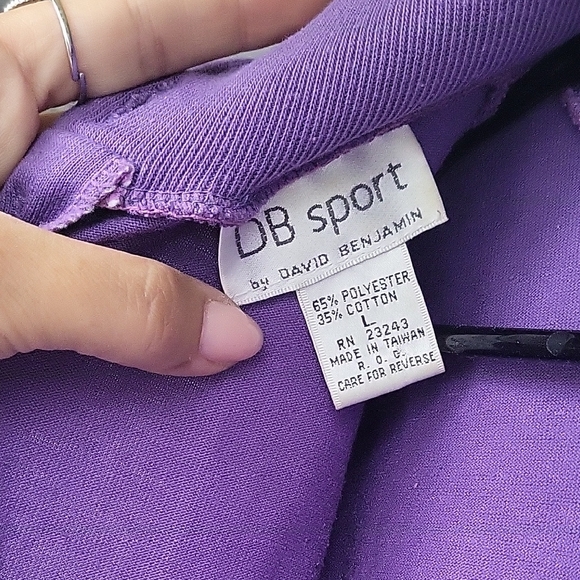 DB sport
by DAVID BENJAMIN
65% POLYESTER
35% COTTON
L
RN 23243
MADE IN TAIWAN
R. O. C.
CARE FOR REVERSE